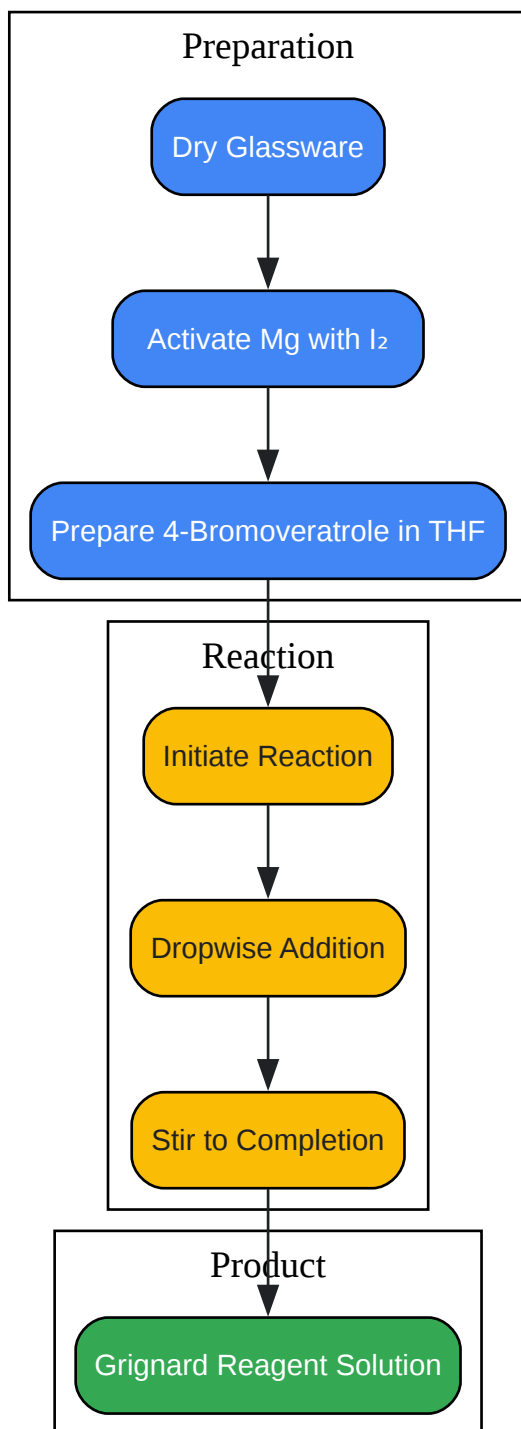 Preparation
Dry Glassware
Activate Mg with I₂
Prepare 4-Bromoveratrole in THF
Reaction
Initiate Reaction
Dropwise Addition
Stir to Completion
Product
Grignard Reagent Solution